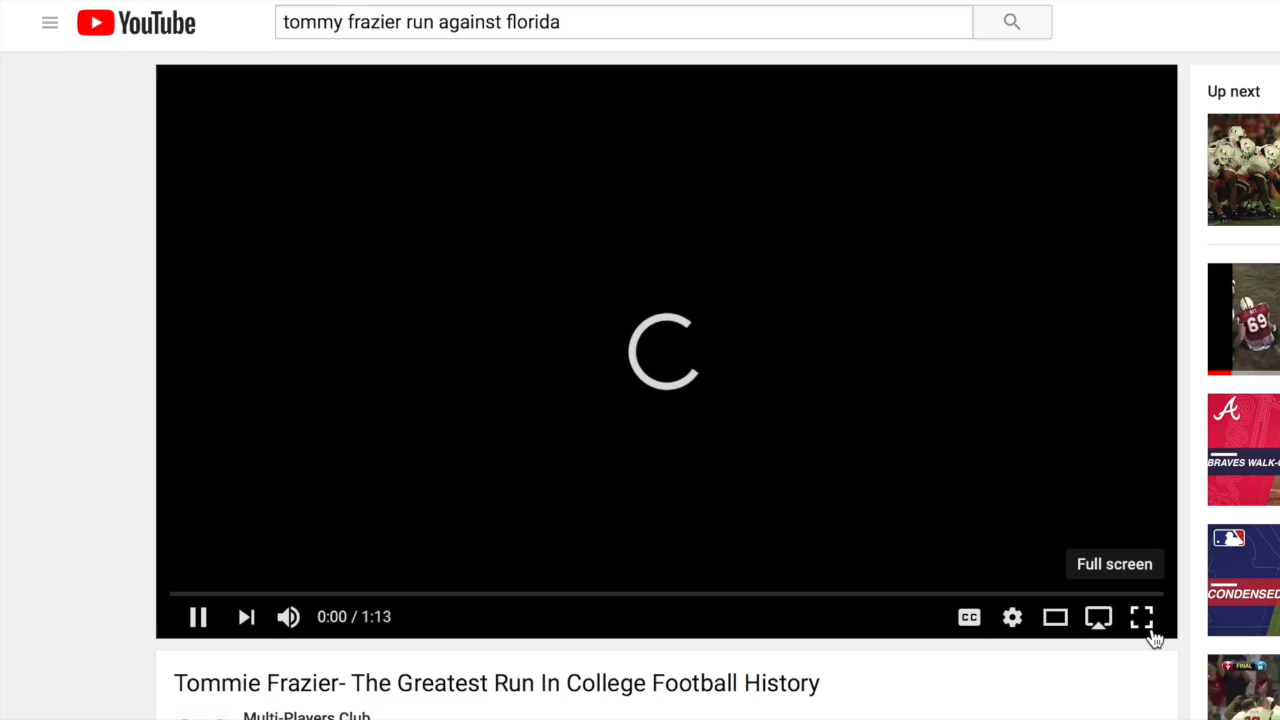 YouTube
tommy frazier run against florida
Up next
69
A
BRAVES WALK-
CONDENSED
FINAL
Full screen
0:00 / 1:13
CC
Tommie Frazier- The Greatest Run In College Football History
Multi-Players Club